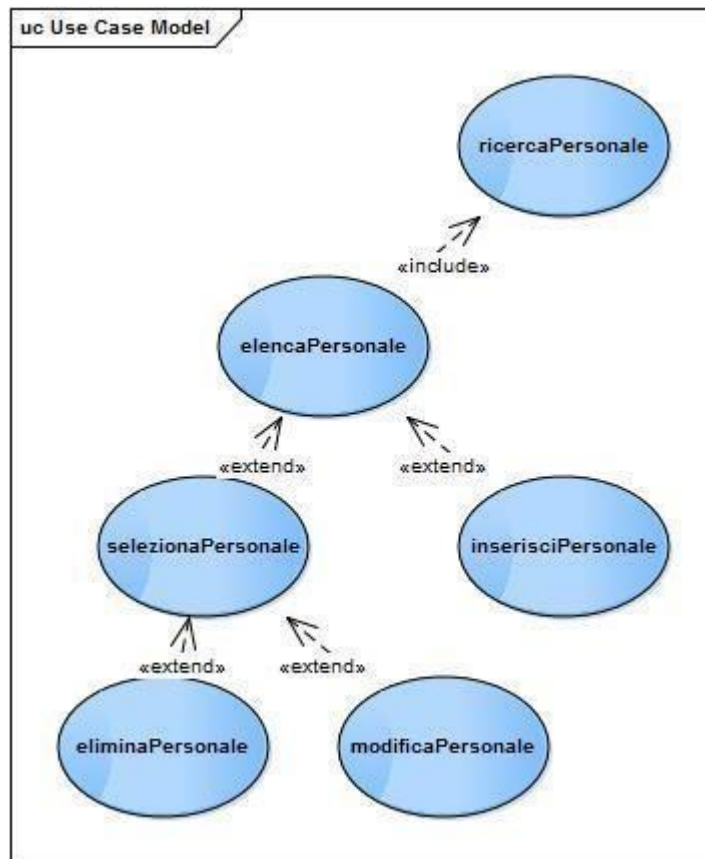 uc Use Case Model
ricercaPersonale
«include»
elencaPersonale
«extend»
«extend»
selezionaPersonale
inserisciPersonale
«extend»
«extend»
eliminaPersonale
modificaPersonale